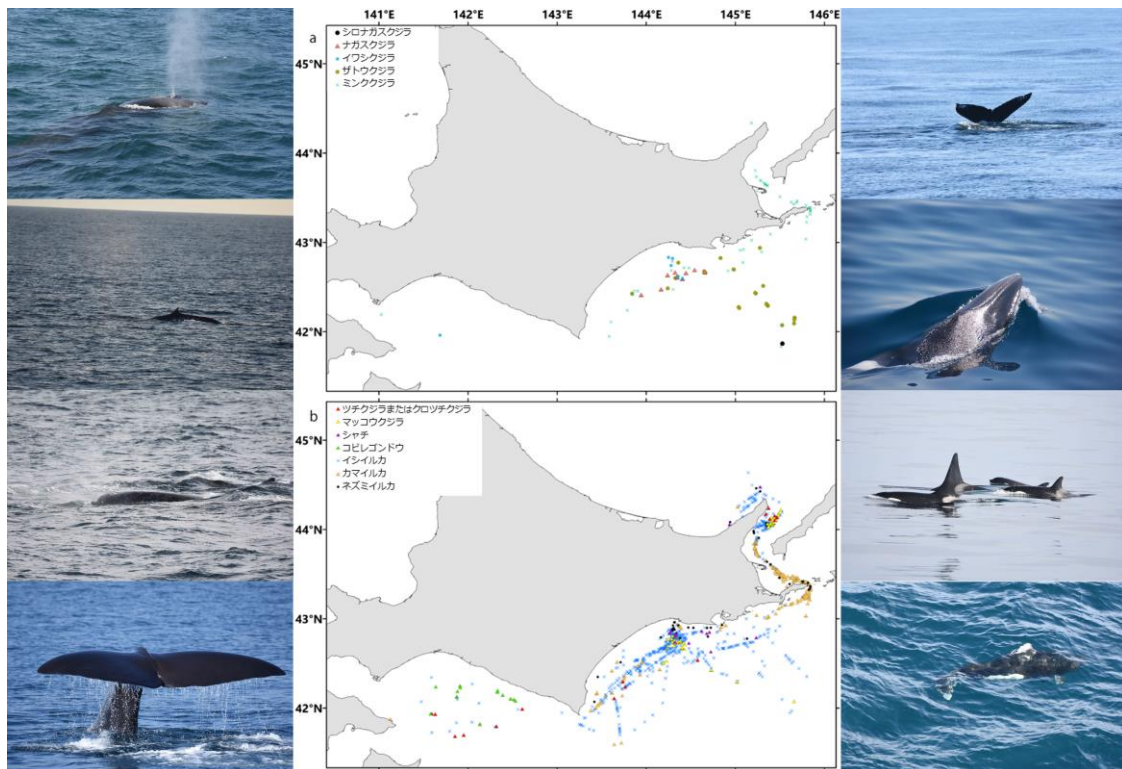 141°E 142°E 143°E 144°E 145°E 146°E
a
シロナガスクジラ
ナガスクジラ
イワシクジラ
ザトウクジラ
ミンククジラ
45°N
44°N
43°N
42°N
b
ツチクジラまたはクロツチクジラ
マッコウクジラ
シャチ
コビレゴンドウ
イシイルカ
カマイルカ
ネズミイルカ
45°N
44°N
43°N
42°N